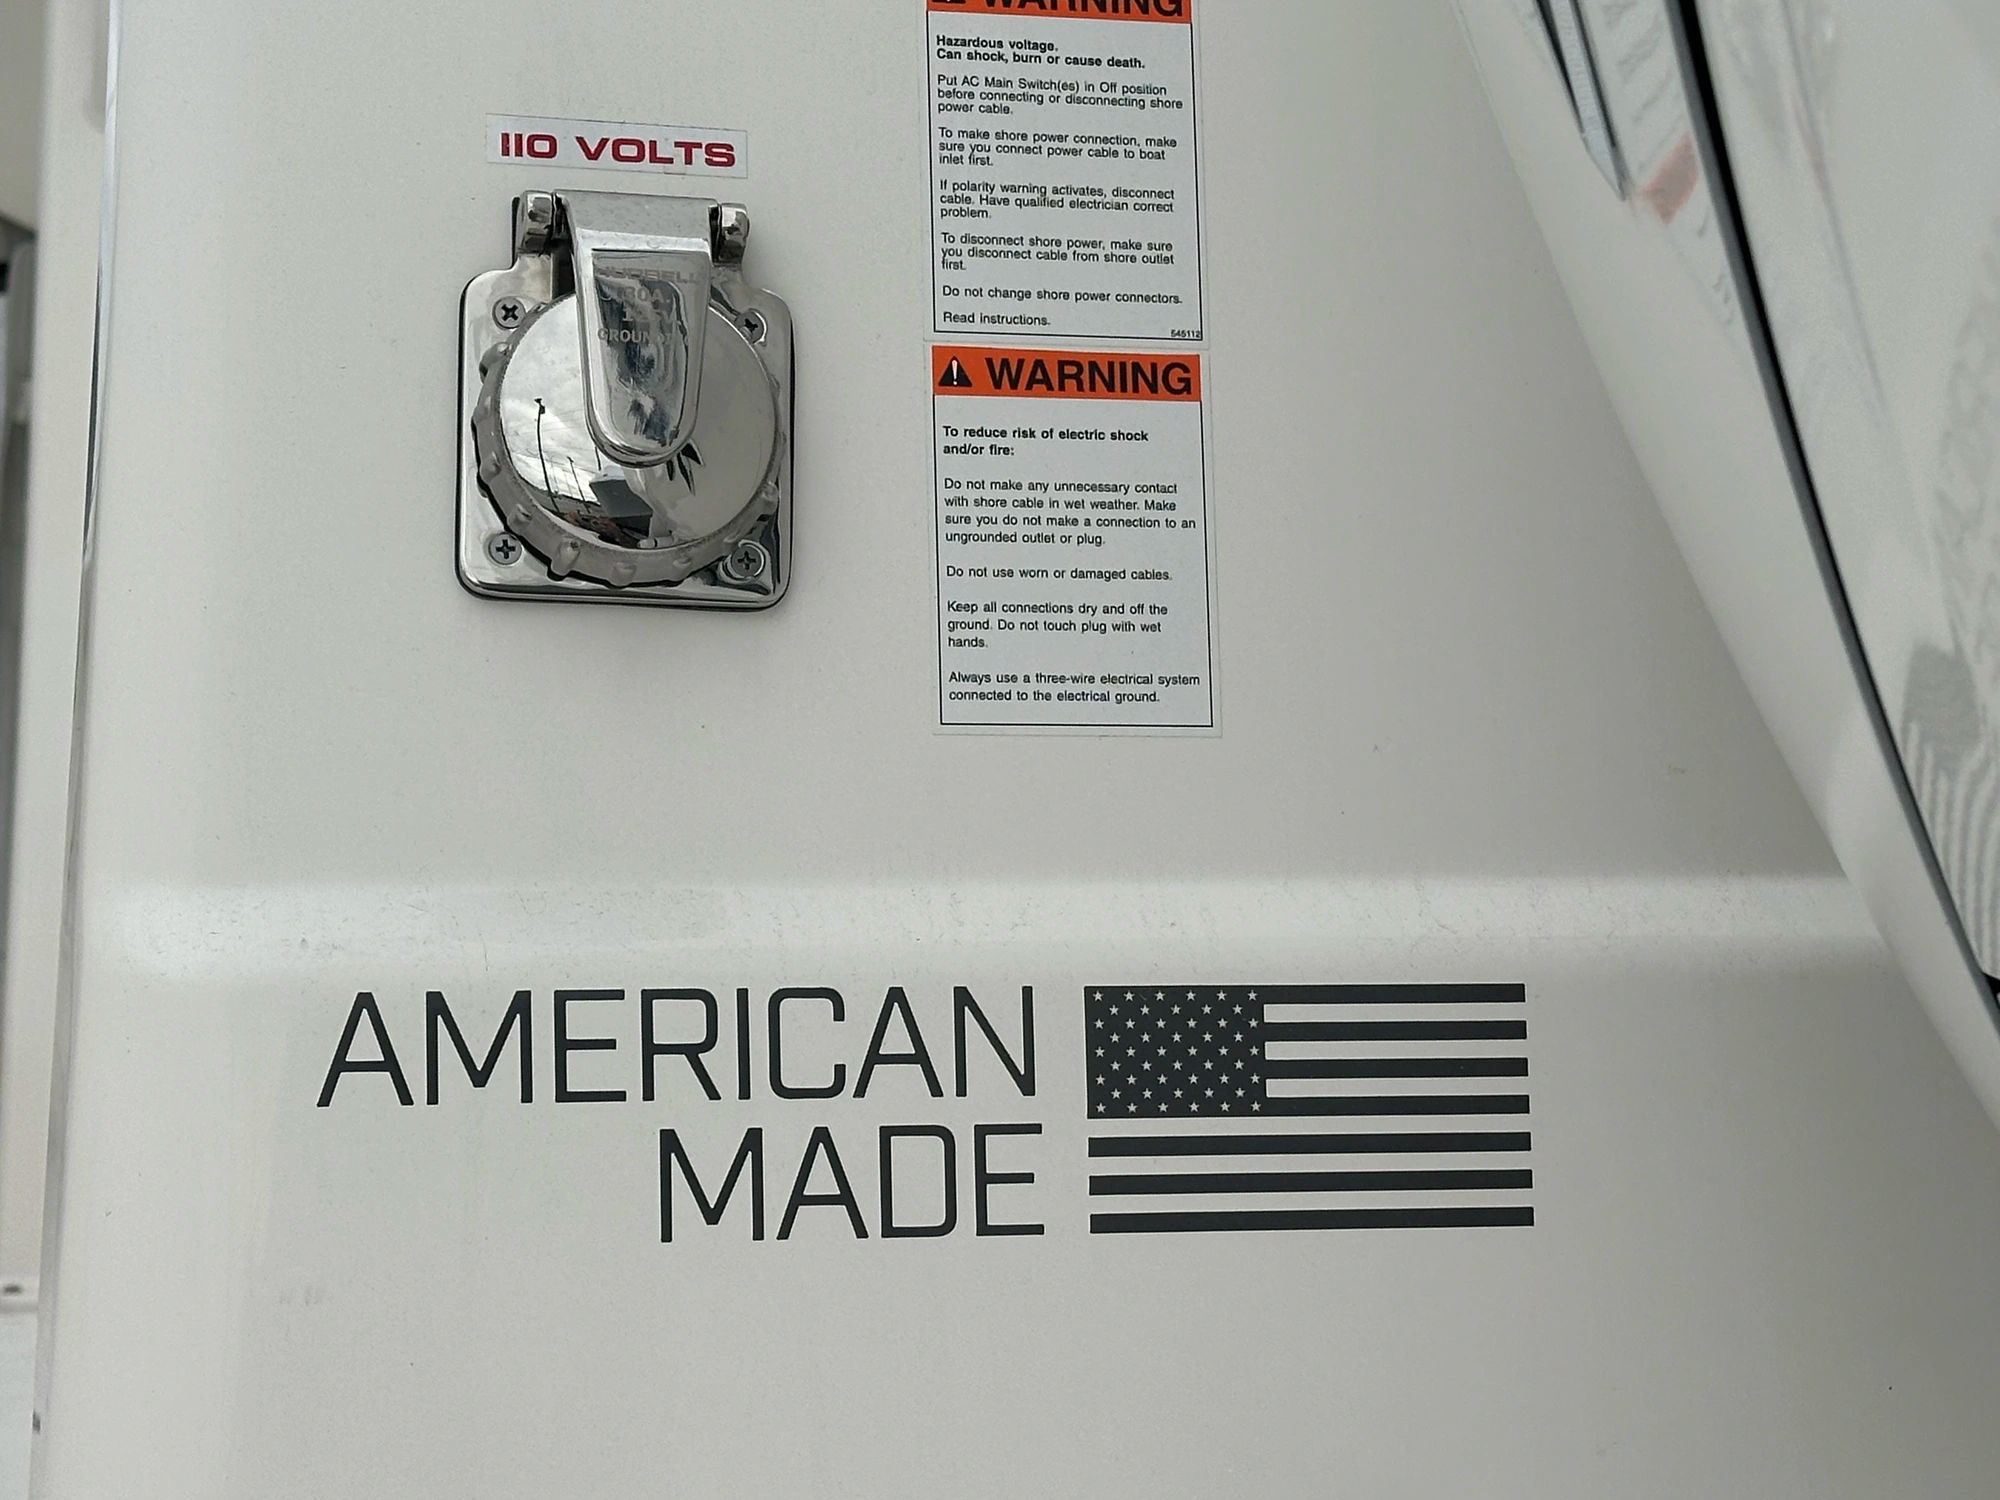 WARNING
Hazardous voltage.
Can shock, burn or cause death.
Put AC Main Switch(es) in Off position
before connecting or disconnecting shore
power cable.
To make shore power connection, make
sure you connect power cable to boat
inlet first.
If polarity warning activates, disconnect
cable. Have qualified electrician correct
problem.
To disconnect shore power, make sure
you disconnect cable from shore outlet
first.
Do not change shore power connectors.
Read instructions.
545112
110 VOLTS
HUBBELL
30A
GROUNDING
WARNING
To reduce risk of electric shock
and/or fire:
Do not make any unnecessary contact
with shore cable in wet weather. Make
sure you do not make a connection to an
ungrounded outlet or plug.
Do not use worn or damaged cables.
Keep all connections dry and off the
ground. Do not touch plug with wet
hands.
Always use a three-wire electrical system
connected to the electrical ground.
AMERICAN
MADE